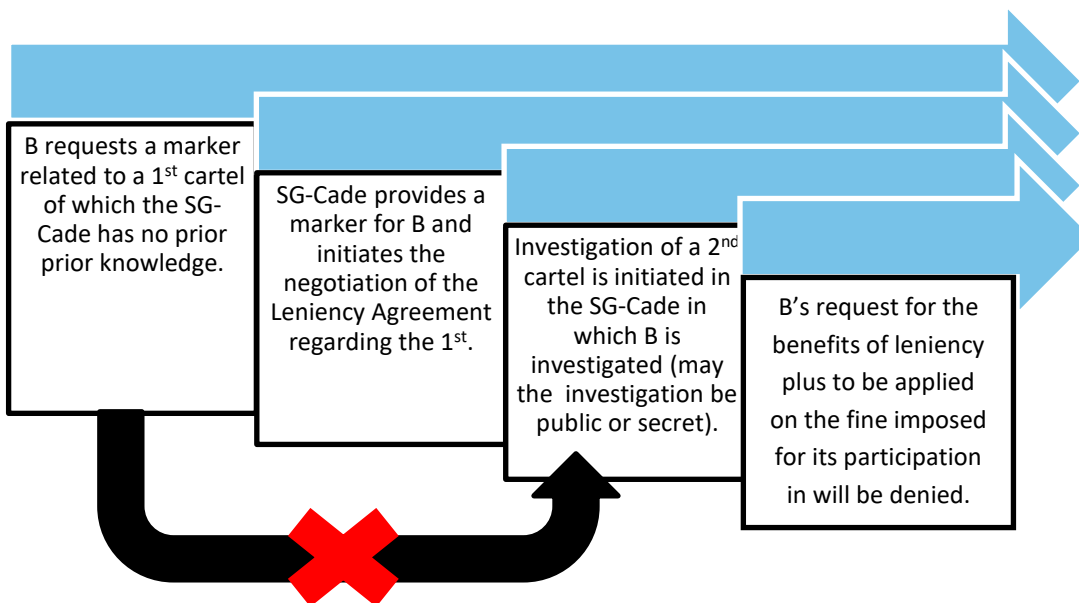 B requests a marker
related to a 1st cartel
of which the SG-
Cade has no prior
prior knowledge.
SG-Cade provides a
marker for B and
initiates the
negotiation of the
Leniency Agreement
regarding the 1st.
Investigation of a 2nd
cartel is initiated in
the SG-Cade in
which B is
investigated (may
the investigation be
public or secret).
B’s request for the
benefits of leniency
plus to be applied
on the fine imposed
for its participation
in will be denied.